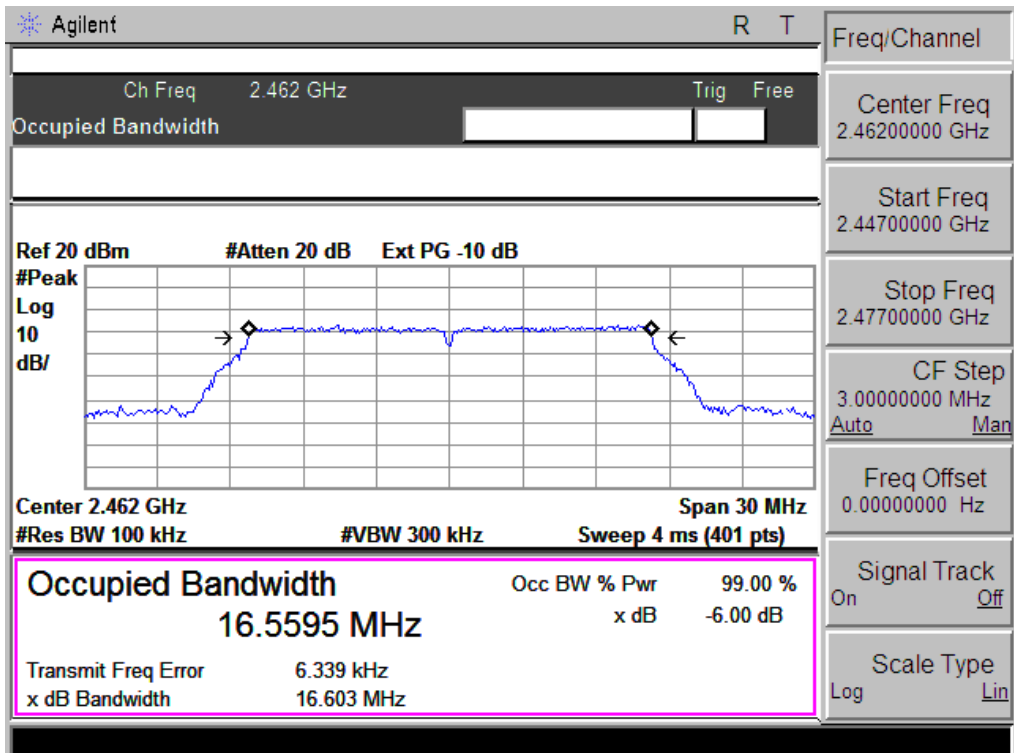 Agilent R T
Ch Freq 2.462 GHz Trig Free
Occupied Bandwidth
Ref 20 dBm #Atten 20 dB Ext PG -10 dB
#Peak
Log
10
dB/
Center 2.462 GHz Span 30 MHz
#Res BW 100 kHz #VBW 300 kHz Sweep 4 ms (401 pts)
Occupied Bandwidth Occ BW % Pwr 99.00 %
16.5595 MHz x dB -6.00 dB
Transmit Freq Error 6.339 kHz
x dB Bandwidth 16.603 MHz
Freq/Channel
Center Freq
2.46200000 GHz
Start Freq
2.44700000 GHz
Stop Freq
2.47700000 GHz
CF Step
3.00000000 MHz
Auto Man
Freq Offset
0.00000000 Hz
Signal Track
On Off
Scale Type
Log Lin